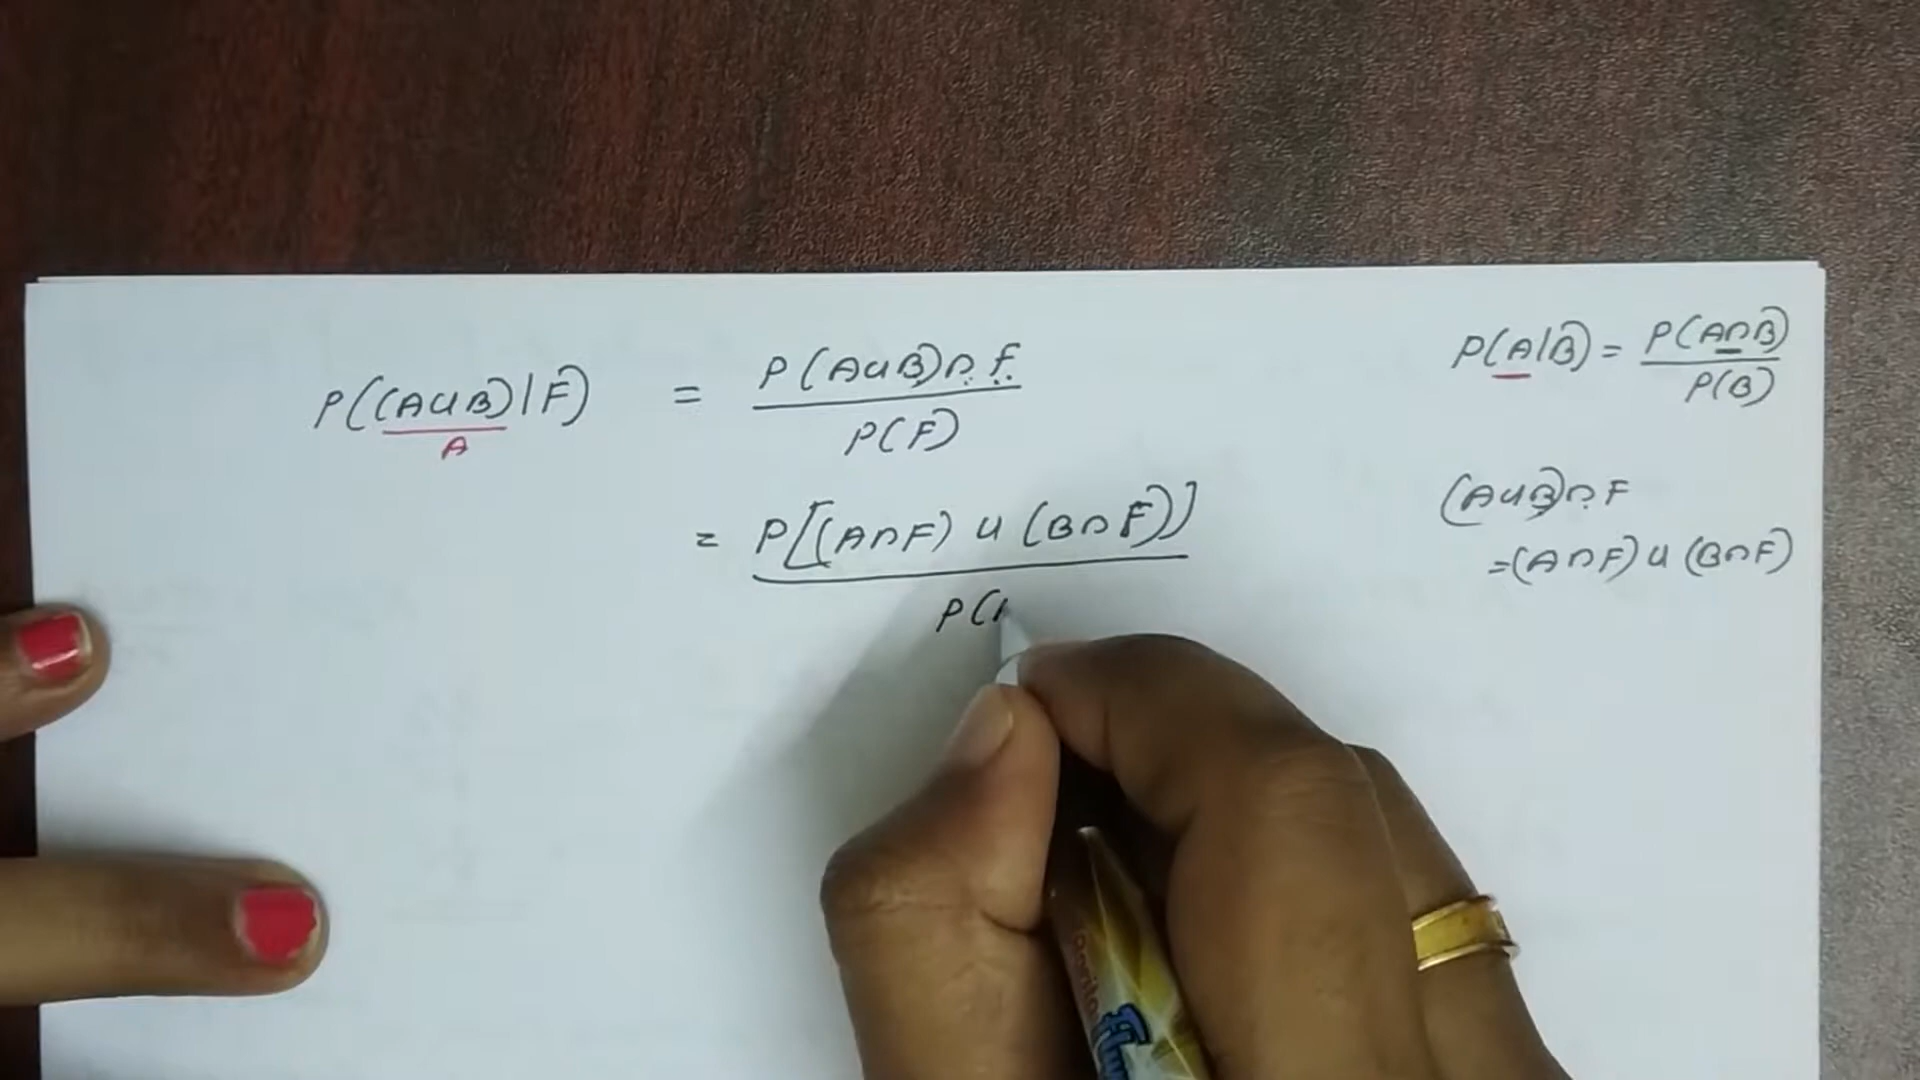 P((A∪B)|F) = P(A∪B)∩F / P(F)
A
= P[(A∩F) ∪ (B∩F)] / P(
P(A|B) = P(A∩B) / P(B)
(A∪B)∩F
=(A∩F)∪(B∩F)